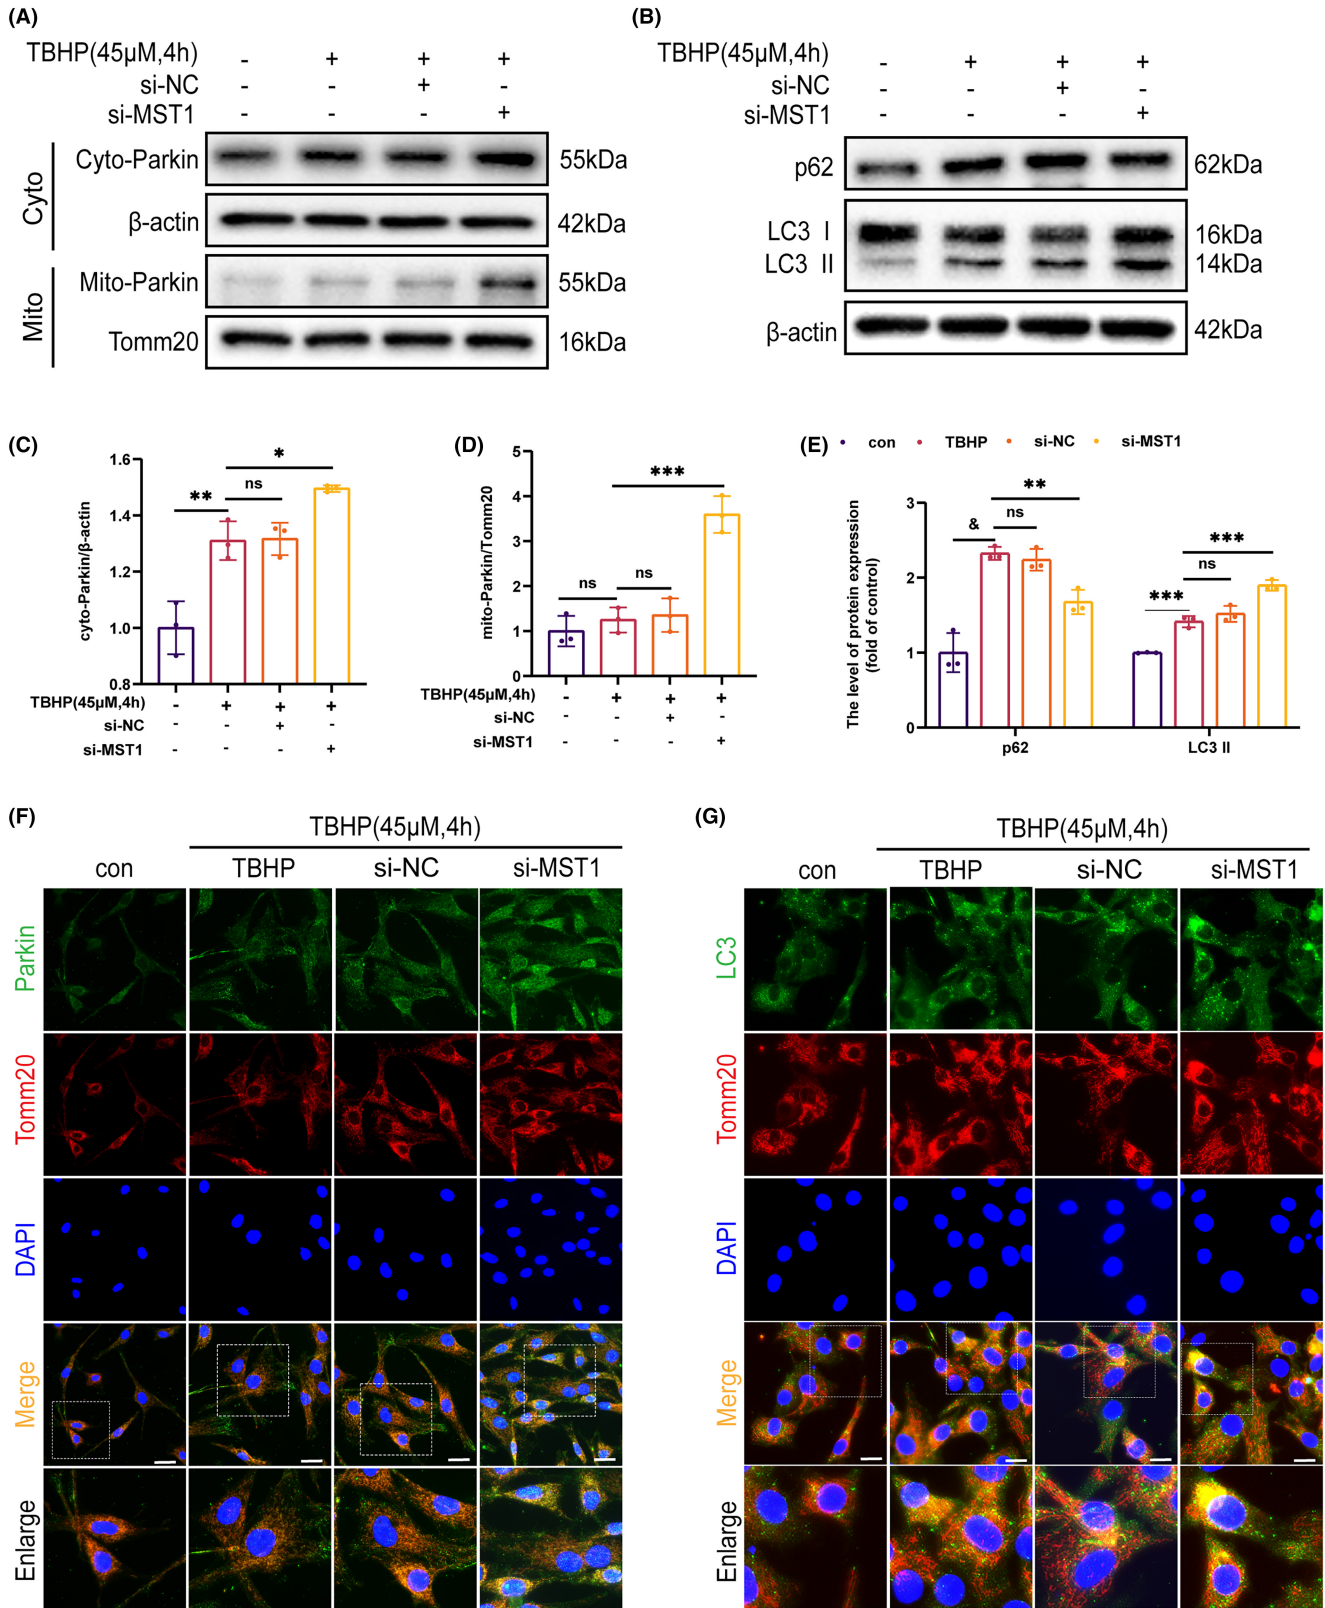 (A)
TBHP(45μM,4h) - + + +
si-NC - - + -
si-MST1 - - - +
Cyto
Cyto-Parkin 55kDa
β-actin 42kDa
Mito
Mito-Parkin 55kDa
Tomm20 16kDa
(B)
TBHP(45μM,4h) - + + +
si-NC - - + -
si-MST1 - - - +
p62 62kDa
LC3 I 16kDa
LC3 II 14kDa
β-actin 42kDa
(C)
cyto-Parkin/β-actin
1.6
1.4
1.2
1.0
0.8
**
ns
*
TBHP(45μM,4h) - + + +
si-NC - - + -
si-MST1 - - - +
(D)
mito-Parkin/Tomm20
5
4
3
2
1
0
ns
ns
***
TBHP(45μM,4h) - + + +
si-NC - - + -
si-MST1 - - - +
(E)
con TBHP si-NC si-MST1
The level of protein expression
(fold of control)
3
2
1
0
&
ns
**
***
ns
***
p62 LC3 II
(F)
TBHP(45μM,4h)
con TBHP si-NC si-MST1
Parkin
Tomm20
DAPI
Merge
Enlarge
(G)
TBHP(45μM,4h)
con TBHP si-NC si-MST1
LC3
Tomm20
DAPI
Merge
Enlarge